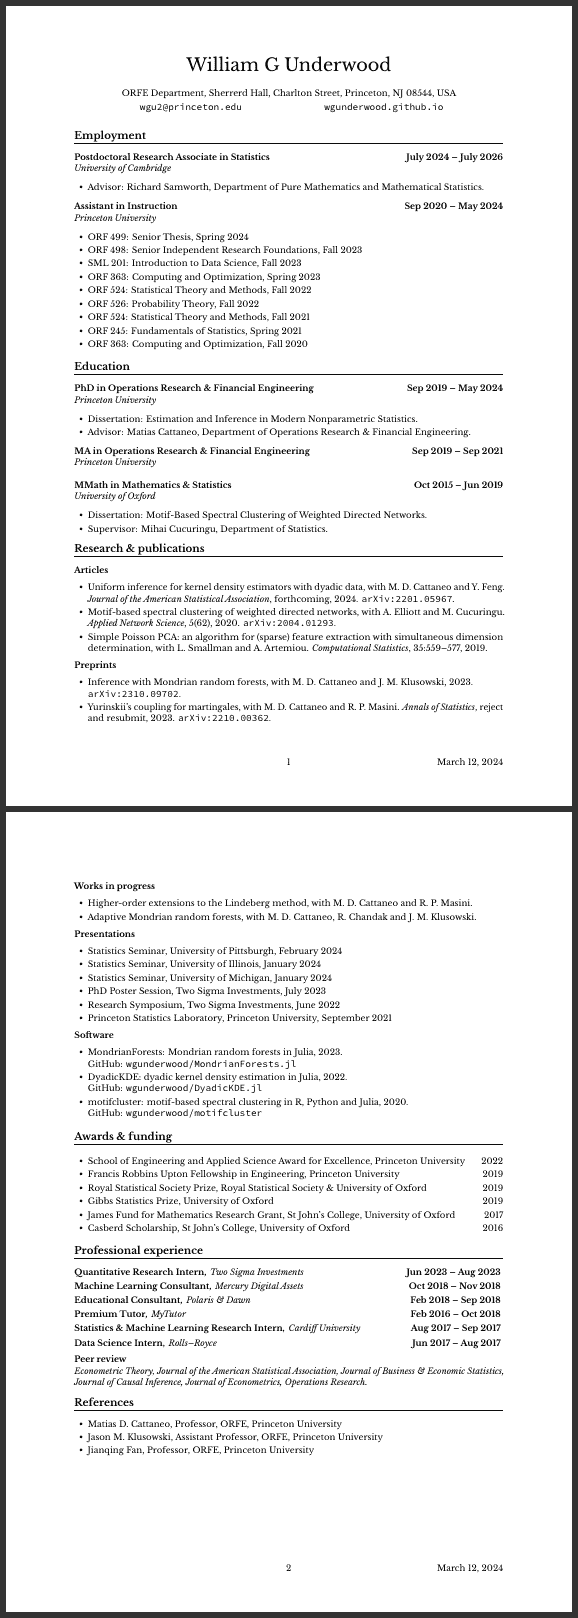 William G Underwood
ORFE Department, Sherrerd Hall, Charlton Street, Princeton, NJ 08544, USA
wgu2@princeton.edu wgunderwood.github.io
Employment
Postdoctoral Research Associate in Statistics July 2024 – July 2026
University of Cambridge
• Advisor: Richard Samworth, Department of Pure Mathematics and Mathematical Statistics.
Assistant in Instruction Sep 2020 – May 2024
Princeton University
• ORF 499: Senior Thesis, Spring 2024
• ORF 498: Senior Independent Research Foundations, Fall 2023
• SML 201: Introduction to Data Science, Fall 2023
• ORF 363: Computing and Optimization, Spring 2023
• ORF 524: Statistical Theory and Methods, Fall 2022
• ORF 526: Probability Theory, Fall 2022
• ORF 524: Statistical Theory and Methods, Fall 2021
• ORF 245: Fundamentals of Statistics, Spring 2021
• ORF 363: Computing and Optimization, Fall 2020
Education
PhD in Operations Research & Financial Engineering Sep 2019 – May 2024
Princeton University
• Dissertation: Estimation and Inference in Modern Nonparametric Statistics.
• Advisor: Matias Cattaneo, Department of Operations Research & Financial Engineering.
MA in Operations Research & Financial Engineering Sep 2019 – Sep 2021
Princeton University
MMath in Mathematics & Statistics Oct 2015 – Jun 2019
University of Oxford
• Dissertation: Motif-Based Spectral Clustering of Weighted Directed Networks.
• Supervisor: Mihai Cucuringu, Department of Statistics.
Research & publications
Articles
• Uniform inference for kernel density estimators with dyadic data, with M. D. Cattaneo and Y. Feng.
Journal of the American Statistical Association, forthcoming, 2024. arXiv:2201.05967.
• Motif-based spectral clustering of weighted directed networks, with A. Elliott and M. Cucuringu.
Applied Network Science, 5(62), 2020. arXiv:2004.01293.
• Simple Poisson PCA: an algorithm for (sparse) feature extraction with simultaneous dimension
determination, with L. Smallman and A. Artemiou. Computational Statistics, 35:559–577, 2019.
Preprints
• Inference with Mondrian random forests, with M. D. Cattaneo and J. M. Klusowski, 2023.
arXiv:2310.09702.
• Yurinskii's coupling for martingales, with M. D. Cattaneo and R. P. Masini. Annals of Statistics, reject
and resubmit, 2023. arXiv:2210.00362.
1 March 12, 2024
Works in progress
• Higher-order extensions to the Lindeberg method, with M. D. Cattaneo and R. P. Masini.
• Adaptive Mondrian random forests, with M. D. Cattaneo, R. Chandak and J. M. Klusowski.
Presentations
• Statistics Seminar, University of Pittsburgh, February 2024
• Statistics Seminar, University of Illinois, January 2024
• Statistics Seminar, University of Michigan, January 2024
• PhD Poster Session, Two Sigma Investments, July 2023
• Research Symposium, Two Sigma Investments, June 2022
• Princeton Statistics Laboratory, Princeton University, September 2021
Software
• MondrianForests: Mondrian random forests in Julia, 2023.
GitHub: wgunderwood/MondrianForests.jl
• DyadicKDE: dyadic kernel density estimation in Julia, 2022.
GitHub: wgunderwood/DyadicKDE.jl
• motifcluster: motif-based spectral clustering in R, Python and Julia, 2020.
GitHub: wgunderwood/motifcluster
Awards & funding
• School of Engineering and Applied Science Award for Excellence, Princeton University 2022
• Francis Robbins Upton Fellowship in Engineering, Princeton University 2019
• Royal Statistical Society Prize, Royal Statistical Society & University of Oxford 2019
• Gibbs Statistics Prize, University of Oxford 2019
• James Fund for Mathematics Research Grant, St John's College, University of Oxford 2017
• Casberd Scholarship, St John's College, University of Oxford 2016
Professional experience
Quantitative Research Intern, Two Sigma Investments Jun 2023 – Aug 2023
Machine Learning Consultant, Mercury Digital Assets Oct 2018 – Nov 2018
Educational Consultant, Polaris & Dawn Feb 2018 – Sep 2018
Premium Tutor, MyTutor Feb 2016 – Oct 2018
Statistics & Machine Learning Research Intern, Cardiff University Aug 2017 – Sep 2017
Data Science Intern, Rolls–Royce Jun 2017 – Aug 2017
Peer review
Econometric Theory, Journal of the American Statistical Association, Journal of Business & Economic Statistics,
Journal of Causal Inference, Journal of Econometrics, Operations Research.
References
• Matias D. Cattaneo, Professor, ORFE, Princeton University
• Jason M. Klusowski, Assistant Professor, ORFE, Princeton University
• Jianqing Fan, Professor, ORFE, Princeton University
2 March 12, 2024